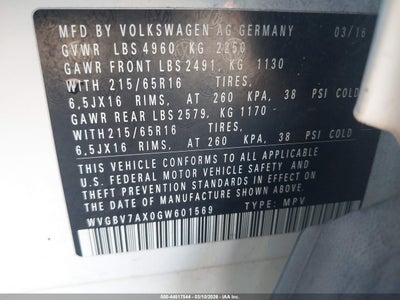 MFD BY VOLKSWAGEN AG GERMANY 03/16
GVWR LBS 4960 KG 2250
GAWR FRONT LBS 2491, KG 1130
WITH 215/65R16 TIRES,
6,5JX16 RIMS, AT 260 KPA, 38 PSI COLD
GAWR REAR LBS 2579, KG 1170
WITH 215/65R16 TIRES,
6,5JX16 RIMS, AT 260 KPA, 38 PSI COLD
THIS VEHICLE CONFORMS TO ALL APPLICABLE
U.S. FEDERAL MOTOR VEHICLE SAFETY AND
THEFT PREVENTION STANDARDS IN EFFECT
ON THE DATE OF MANUFACTURE SHOWN ABOVE
WVGBV7AX0GW601569 TYPE: MPV
500-44617544 - 03/10/2026 - © IAA Holdings, LLC